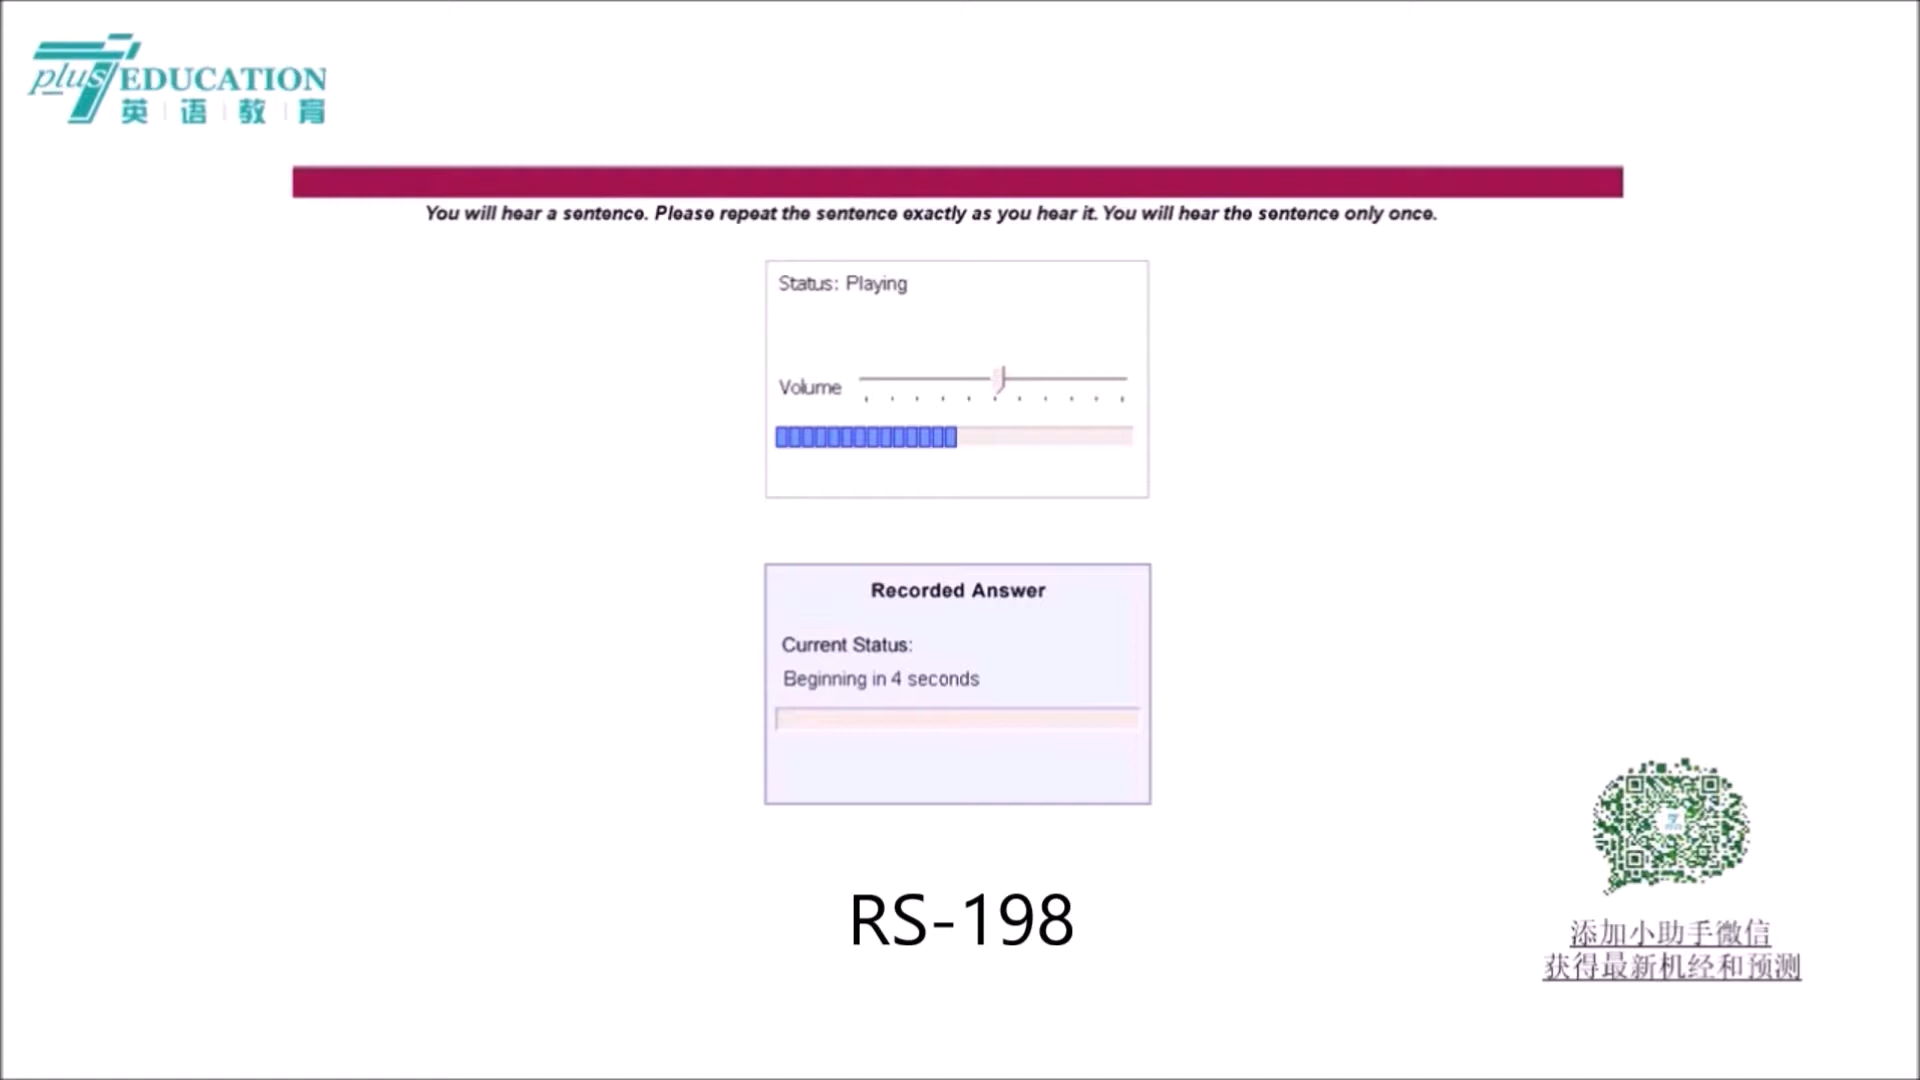 plus 7 EDUCATION
英 语 教 育
You will hear a sentence. Please repeat the sentence exactly as you hear it. You will hear the sentence only once.
Status: Playing
Volume
Recorded Answer
Current Status:
Beginning in 4 seconds
RS-198
添加小助手微信
获得最新机经和预测